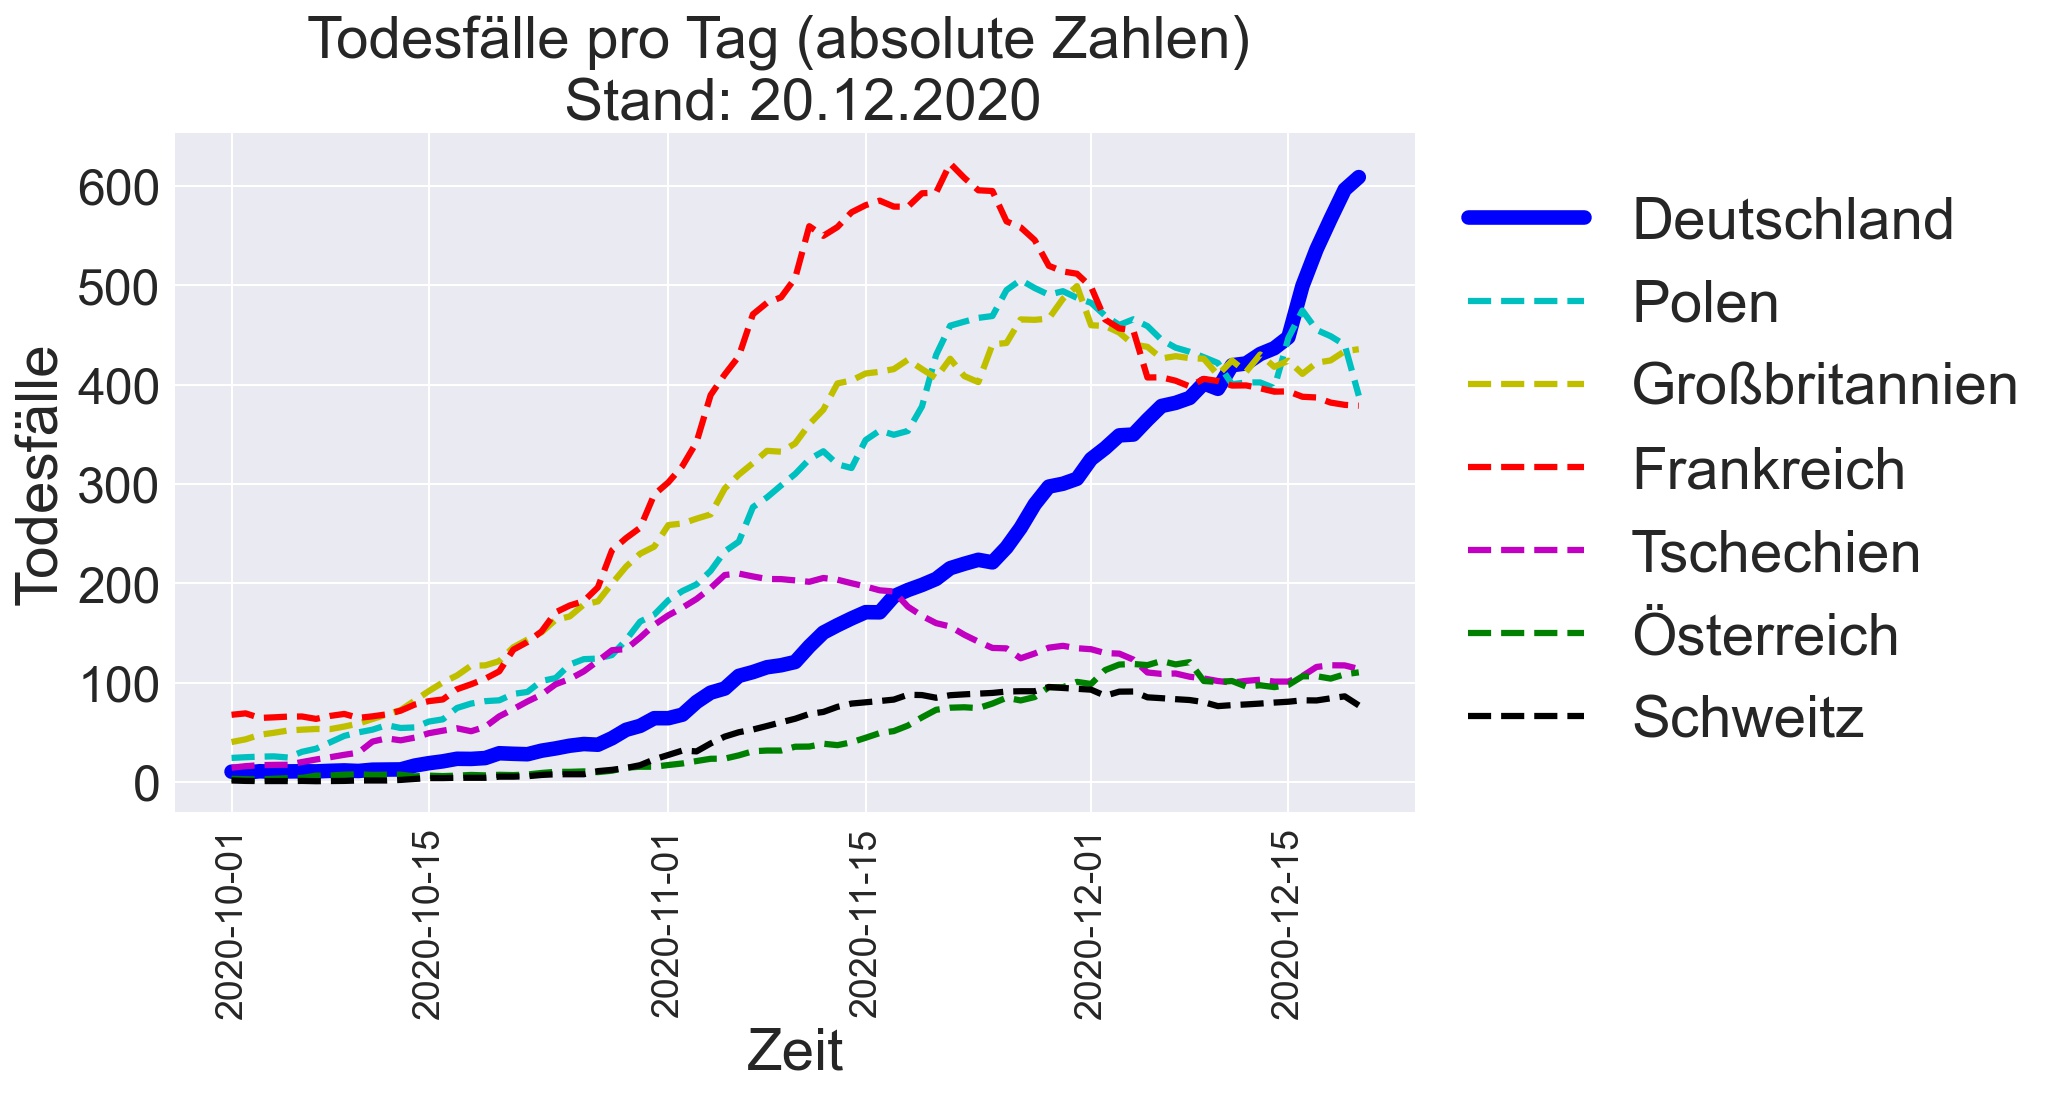 Todesfälle pro Tag (absolute Zahlen)
Stand: 20.12.2020
Todesfälle
600
500
400
300
200
100
0
2020-10-01
2020-10-15
2020-11-01
2020-11-15
2020-12-01
2020-12-15
Zeit
Deutschland
Polen
Großbritannien
Frankreich
Tschechien
Österreich
Schweitz